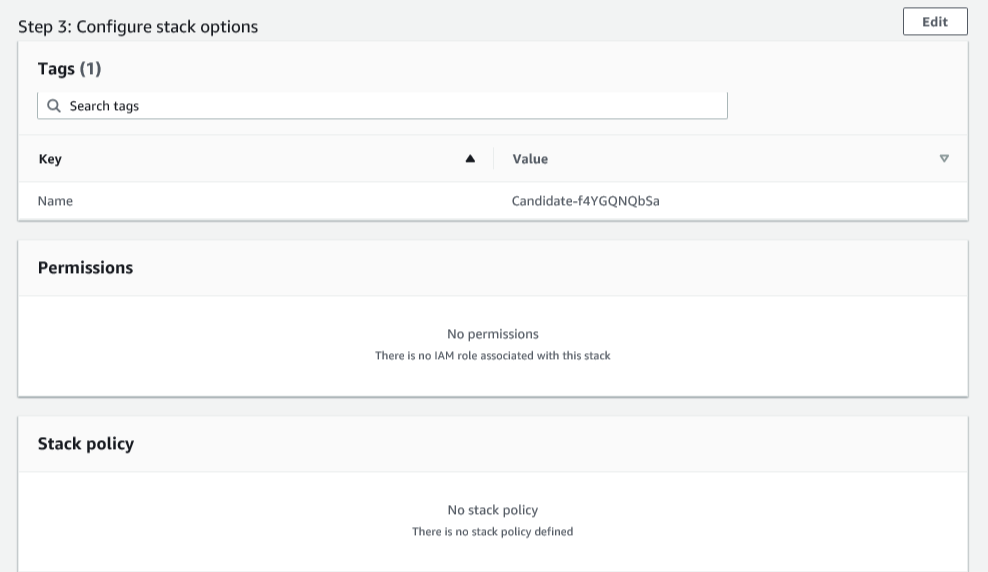 Step 3: Configure stack options
Edit
Tags (1)
Search tags
Key
Value
Name
Candidate-f4YGQNQbSa
Permissions
No permissions
There is no IAM role associated with this stack
Stack policy
No stack policy
There is no stack policy defined